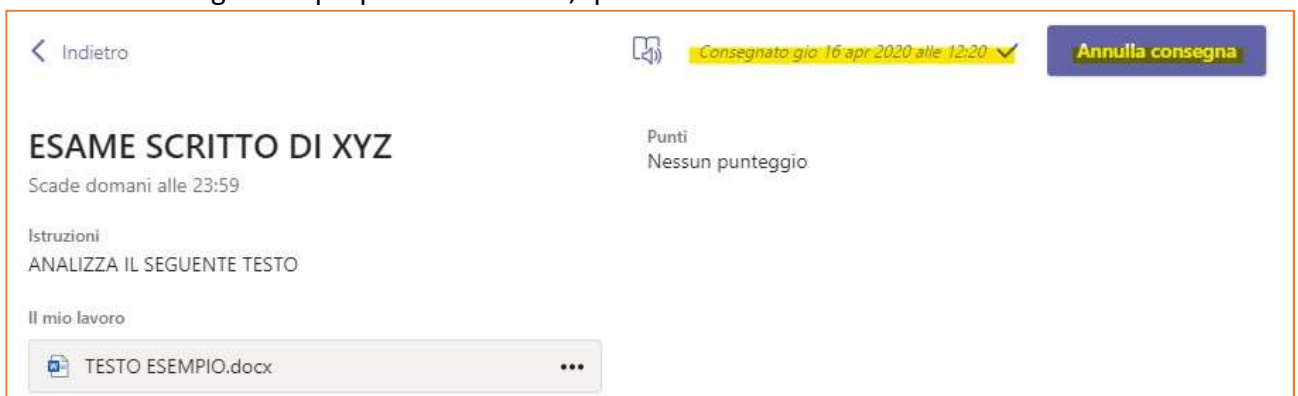 Indietro
Consegnato gio 16 apr 2020 alle 12:20
Annulla consegna
ESAME SCRITTO DI XYZ
Scade domani alle 23:59
Punti
Nessun punteggio
Istruzioni
ANALIZZA IL SEGUENTE TESTO
Il mio lavoro
TESTO ESEMPIO.docx